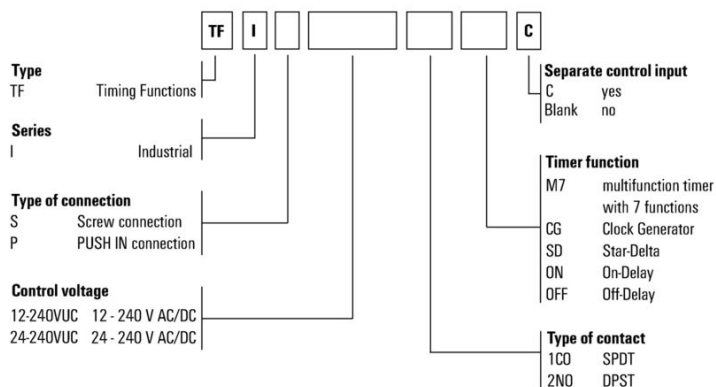 TF I C
Type
TF Timing Functions
Series
I Industrial
Type of connection
S Screw connection
P PUSH IN connection
Control voltage
12-240VUC 12 - 240 V AC/DC
24-240VUC 24 - 240 V AC/DC
Separate control input
C yes
Blank no
Timer function
M7 multifunction timer
with 7 functions
CG Clock Generator
SD Star-Delta
ON On-Delay
OFF Off-Delay
Type of contact
1CO SPDT
2NO DPST